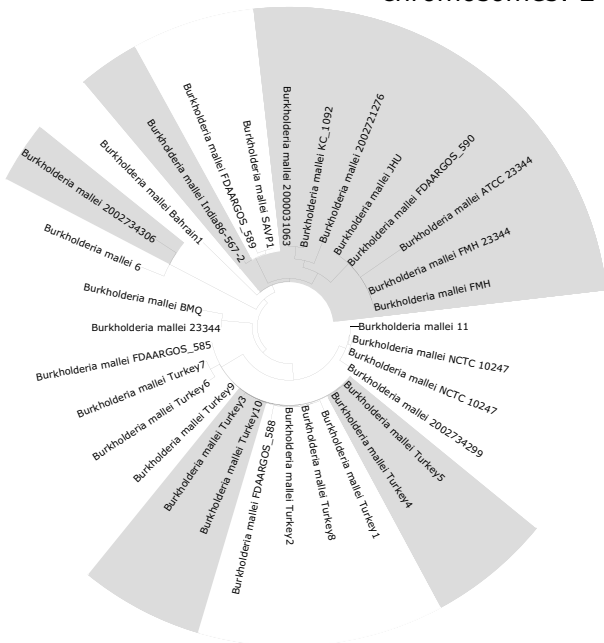 Burkholderia mallei 2000031063
Burkholderia mallei KC_1092
Burkholderia mallei 2002721276
Burkholderia mallei JHU
Burkholderia mallei FDAARGOS_590
Burkholderia mallei ATCC 23344
Burkholderia mallei FMH 23344
Burkholderia mallei FMH
Burkholderia mallei 11
Burkholderia mallei NCTC 10247
Burkholderia mallei NCTC 10247
Burkholderia mallei 2002734299
Burkholderia mallei Turkey5
Burkholderia mallei Turkey4
Burkholderia mallei Turkey1
Burkholderia mallei Turkey8
Burkholderia mallei Turkey2
Burkholderia mallei FDAARGOS_588
Burkholderia mallei Turkey10
Burkholderia mallei Turkey3
Burkholderia mallei Turkey9
Burkholderia mallei Turkey6
Burkholderia mallei Turkey7
Burkholderia mallei FDAARGOS_585
Burkholderia mallei 23344
Burkholderia mallei BMQ
Burkholderia mallei 6
Burkholderia mallei 2002734306
Burkholderia mallei Bahrain1
Burkholderia mallei India86-567-2
Burkholderia mallei FDAARGOS_589
Burkholderia mallei SAVP1